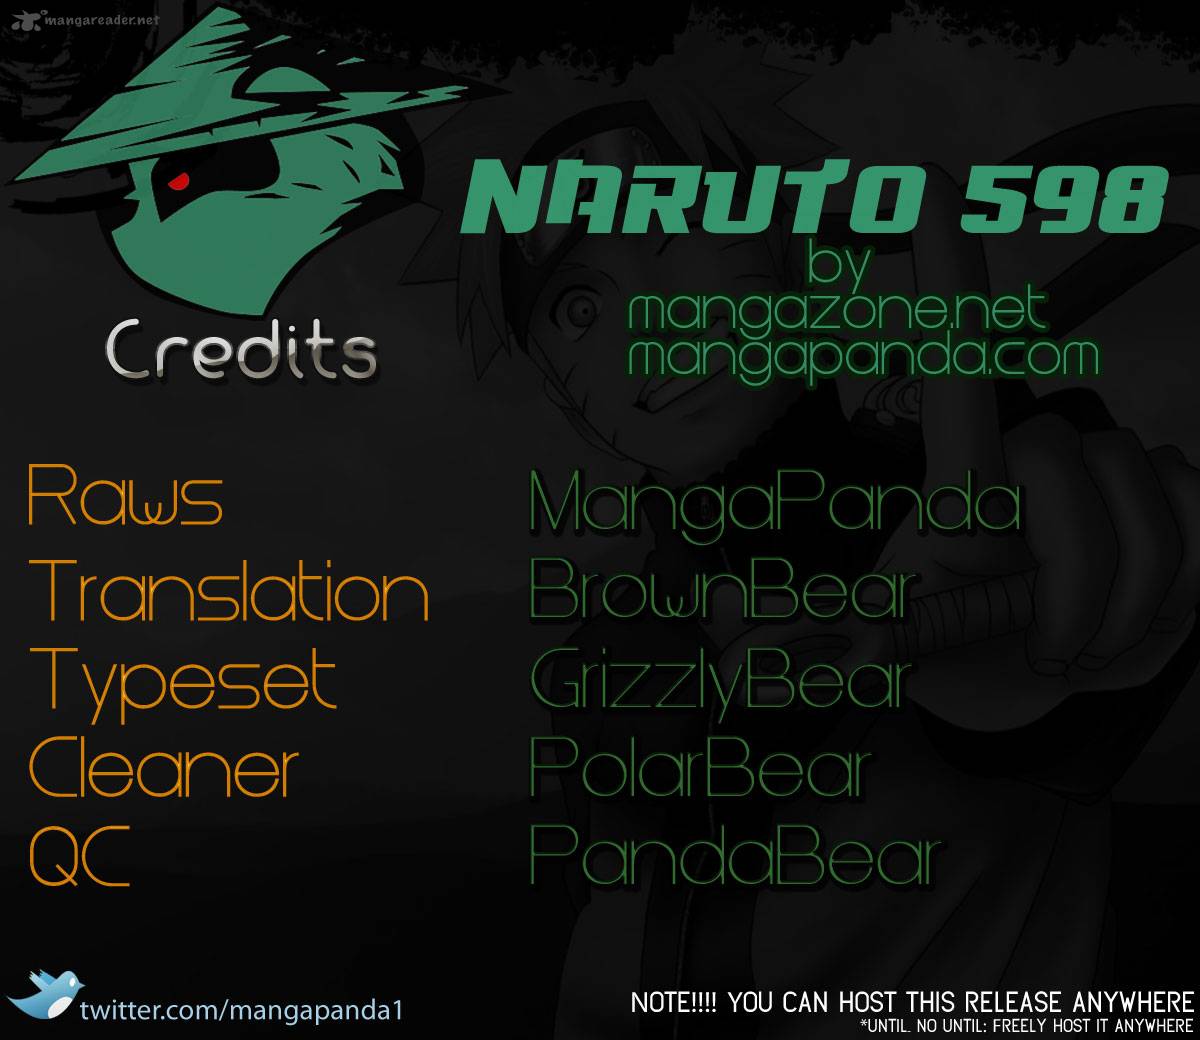 mangareader.net
NARUTO 598
by
mangazone.net
mangapanda.com
Credits
Raws MangaPanda
Translation BrownBear
Typeset GrizzlyBear
Cleaner PolarBear
QC PandaBear
twitter.com/mangapanda1
NOTE!!!! YOU CAN HOST THIS RELEASE ANYWHERE
*UNTIL. NO UNTIL: FREELY HOST IT ANYWHERE